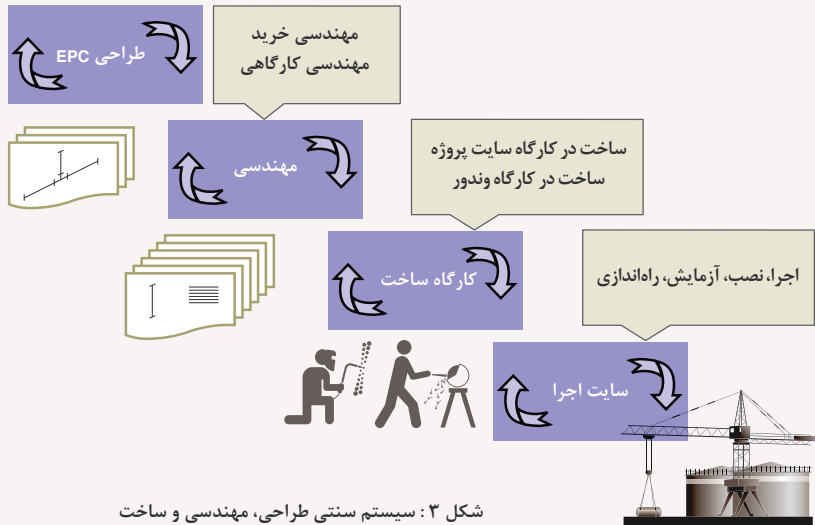 طراحی EPC
مهندسی خرید
مهندسی کارگاهی
مهندسی
ساخت در کارگاه سایت پروژه
ساخت در کارگاه وندور
کارگاه ساخت
اجرا، نصب، آزمایش، راه‌اندازی
سایت اجرا
شکل ۳ : سیستم سنتی طراحی، مهندسی و ساخت